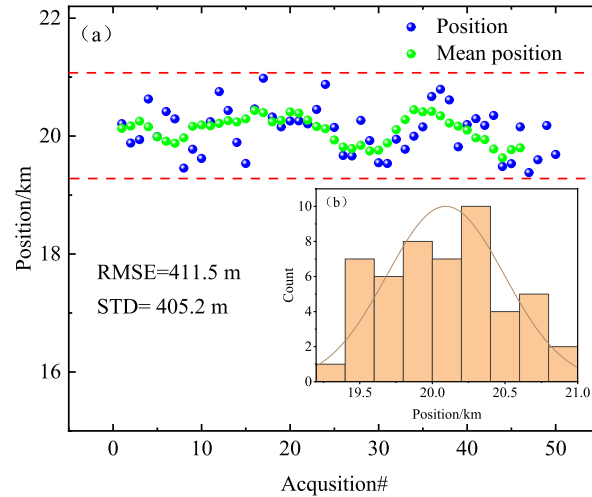 （a）
Position
Mean position
22
20
18
16
Position/km
RMSE=411.5 m
STD= 405.2 m
0
10
20
30
40
50
Acqusition#
（b）
10
8
6
4
2
0
Count
19.5
20.0
20.5
21.0
Position/km